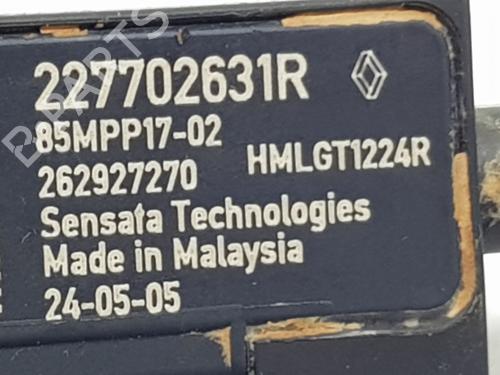 227702631R
85MPP17-02
262927270 HMLGT1224R
Sensata Technologies
Made in Malaysia
24-05-05